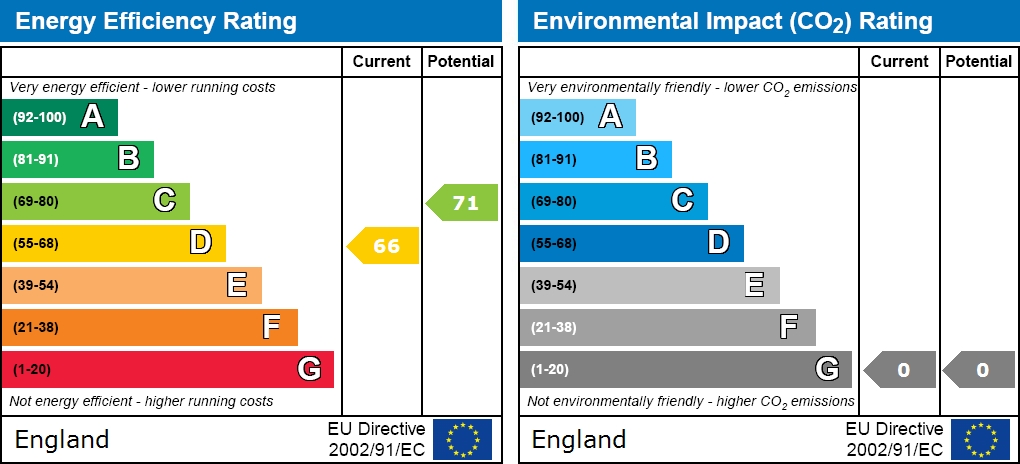 Energy Efficiency Rating
Current Potential
Very energy efficient - lower running costs
(92-100) A
(81-91) B
(69-80) C
71
(55-68) D
66
(39-54) E
(21-38) F
(1-20) G
Not energy efficient - higher running costs
England
EU Directive
2002/91/EC
Environmental Impact (CO2) Rating
Current Potential
Very environmentally friendly - lower CO2 emissions
(92-100) A
(81-91) B
(69-80) C
(55-68) D
(39-54) E
(21-38) F
(1-20) G
0 0
Not environmentally friendly - higher CO2 emissions
England
EU Directive
2002/91/EC